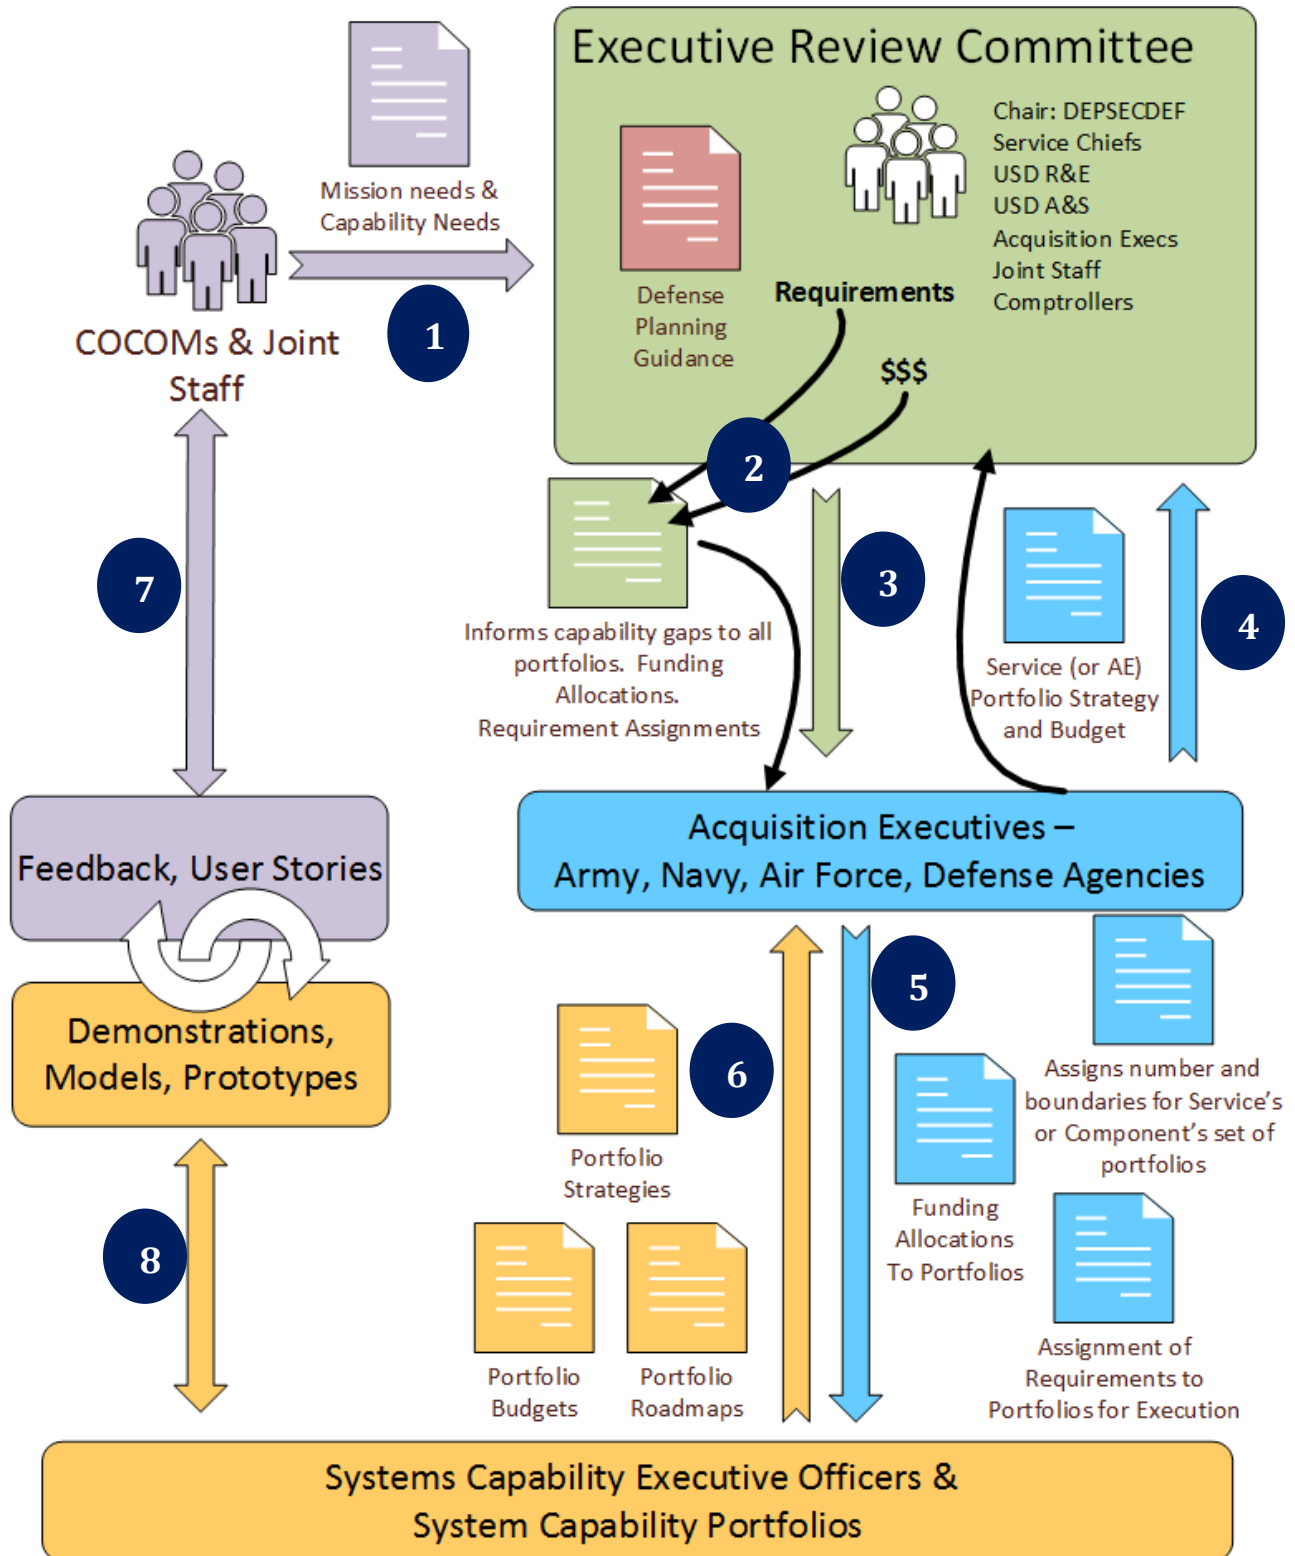 Executive Review Committee
Chair: DEPSECDEF
Service Chiefs
USD R&E
USD A&S
Acquisition Execs
Joint Staff
Comptrollers
Defense
Planning
Guidance
Requirements
$$$
Mission needs &
Capability Needs
COCOMs & Joint
Staff
1
2
3
4
Informs capability gaps to all
portfolios. Funding
Allocations.
Requirement Assignments
Service (or AE)
Portfolio Strategy
and Budget
7
Acquisition Executives –
Army, Navy, Air Force, Defense Agencies
Feedback, User Stories
Demonstrations,
Models, Prototypes
5
6
Assigns number and
boundaries for Service's
or Component's set of
portfolios
Funding
Allocations
To Portfolios
Assignment of
Requirements to
Portfolios for Execution
Portfolio
Strategies
Portfolio
Budgets
Portfolio
Roadmaps
8
Systems Capability Executive Officers &
System Capability Portfolios